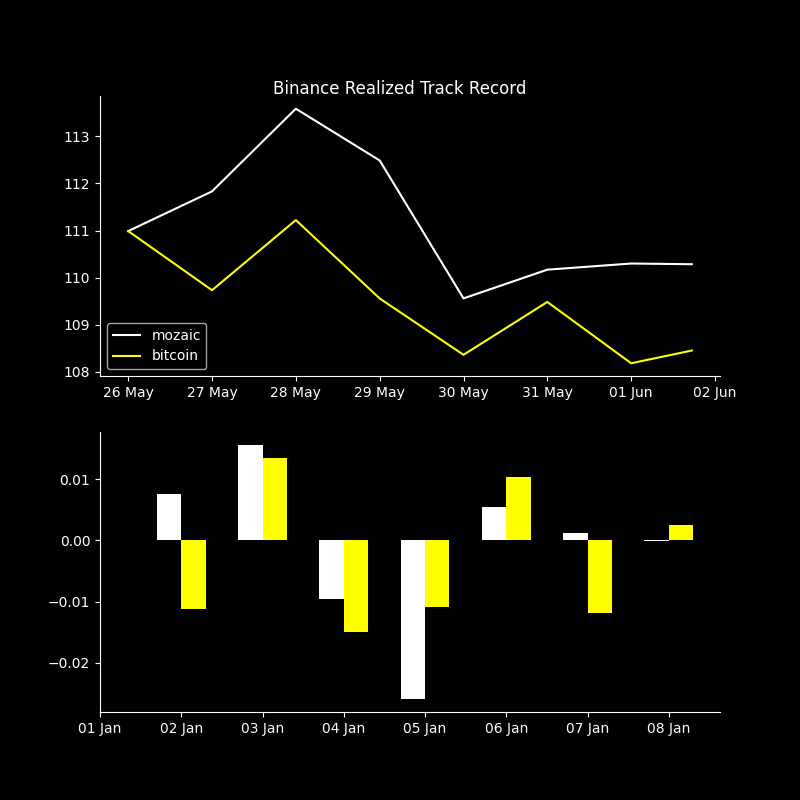 Binance Realized Track Record
113
112
111
110
109
108
mozaic
bitcoin
26 May 27 May 28 May 29 May 30 May 31 May 01 Jun 02 Jun
0.01
0.00
−0.01
−0.02
01 Jan 02 Jan 03 Jan 04 Jan 05 Jan 06 Jan 07 Jan 08 Jan